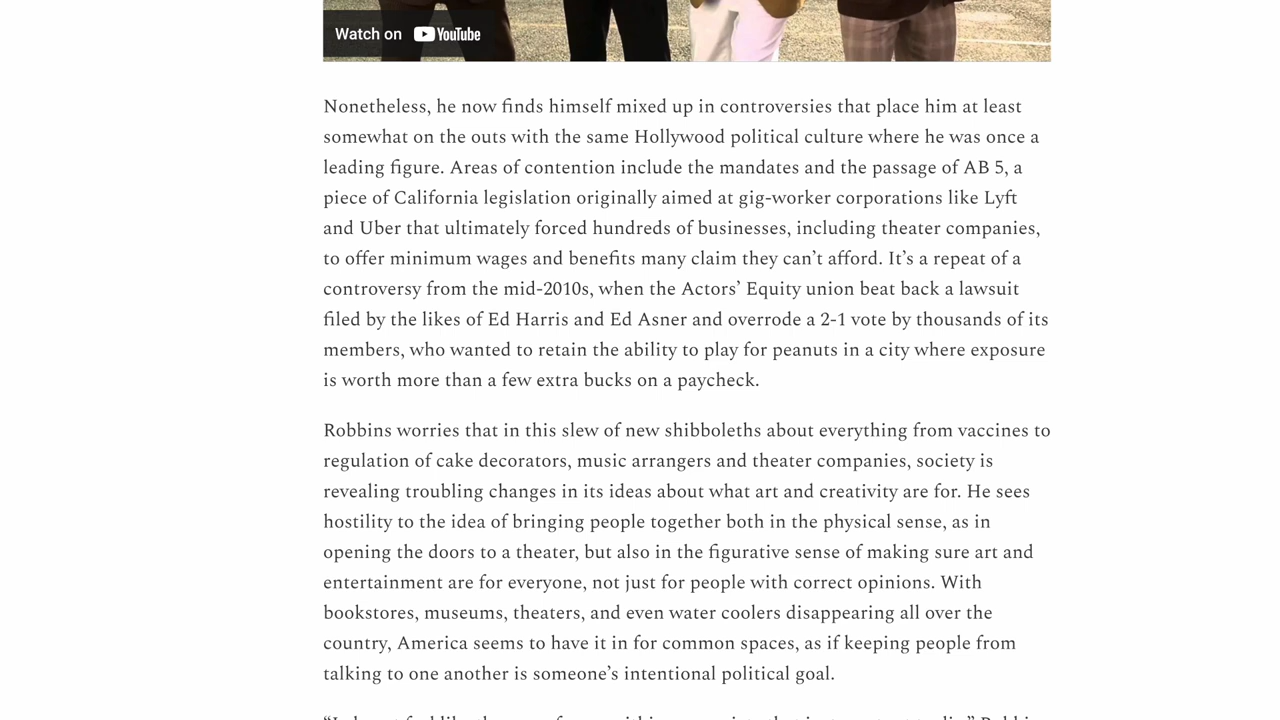 Watch on YouTube
Nonetheless, he now finds himself mixed up in controversies that place him at least
somewhat on the outs with the same Hollywood political culture where he was once a
leading figure. Areas of contention include the mandates and the passage of AB 5, a
piece of California legislation originally aimed at gig-worker corporations like Lyft
and Uber that ultimately forced hundreds of businesses, including theater companies,
to offer minimum wages and benefits many claim they can’t afford. It’s a repeat of a
controversy from the mid-2010s, when the Actors’ Equity union beat back a lawsuit
filed by the likes of Ed Harris and Ed Asner and overrode a 2-1 vote by thousands of its
members, who wanted to retain the ability to play for peanuts in a city where exposure
is worth more than a few extra bucks on a paycheck.
Robbins worries that in this slew of new shibboleths about everything from vaccines to
regulation of cake decorators, music arrangers and theater companies, society is
revealing troubling changes in its ideas about what art and creativity are for. He sees
hostility to the idea of bringing people together both in the physical sense, as in
opening the doors to a theater, but also in the figurative sense of making sure art and
entertainment are for everyone, not just for people with correct opinions. With
bookstores, museums, theaters, and even water coolers disappearing all over the
country, America seems to have it in for common spaces, as if keeping people from
talking to one another is someone’s intentional political goal.